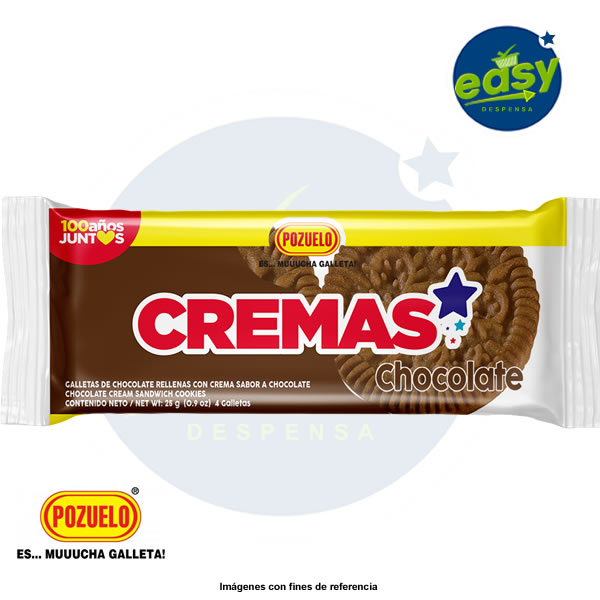 easy
DESPENSA
100años
JUNTOS
POZUELO
ES... MUUUCHA GALLETA!
CREMAS
Chocolate
GALLETAS DE CHOCOLATE RELLENAS CON CREMA SABOR A CHOCOLATE
CHOCOLATE CREAM SANDWICH COOKIES
CONTENIDO NETO / NET Wt: 25 g (0.9 oz) 4 Galletas
DESPENSA
POZUELO®
ES... MUUUCHA GALLETA!
Imágenes con fines de referencia